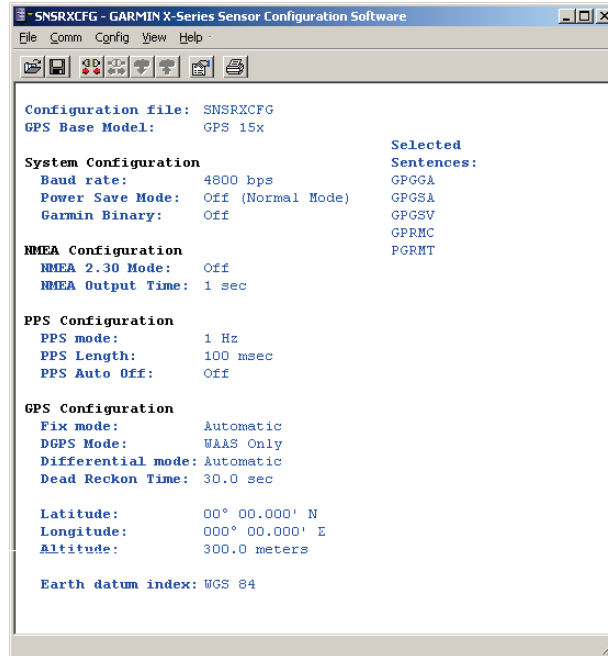 SNSRXCFG - GARMIN X-Series Sensor Configuration Software
File Comm Config View Help
Configuration file: SNSRXCFG
GPS Base Model: GPS 15x
Selected
Sentences:
GPGGA
GPGSA
GPGSV
GPRMC
PGRMT
System Configuration
Baud rate: 4800 bps
Power Save Mode: Off (Normal Mode)
Garmin Binary: Off
NMEA Configuration
NMEA 2.30 Mode: Off
NMEA Output Time: 1 sec
PPS Configuration
PPS mode: 1 Hz
PPS Length: 100 msec
PPS Auto Off: Off
GPS Configuration
Fix mode: Automatic
DGPS Mode: WAAS Only
Differential mode: Automatic
Dead Reckon Time: 30.0 sec
Latitude: 00° 00.000' N
Longitude: 000° 00.000' E
Altitude: 300.0 meters
Earth datum index: WGS 84